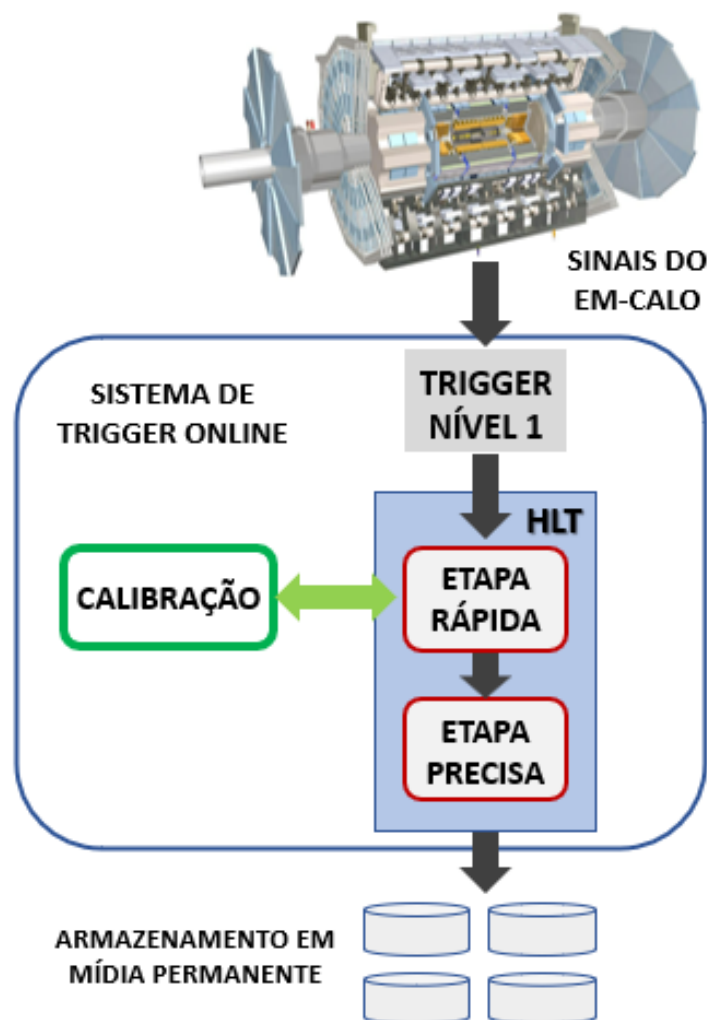 SINAIS DO
EM-CALO
SISTEMA DE
TRIGGER ONLINE
TRIGGER
NÍVEL 1
HLT
CALIBRAÇÃO
ETAPA
RÁPIDA
ETAPA
PRECISA
ARMAZENAMENTO EM
MÍDIA PERMANENTE